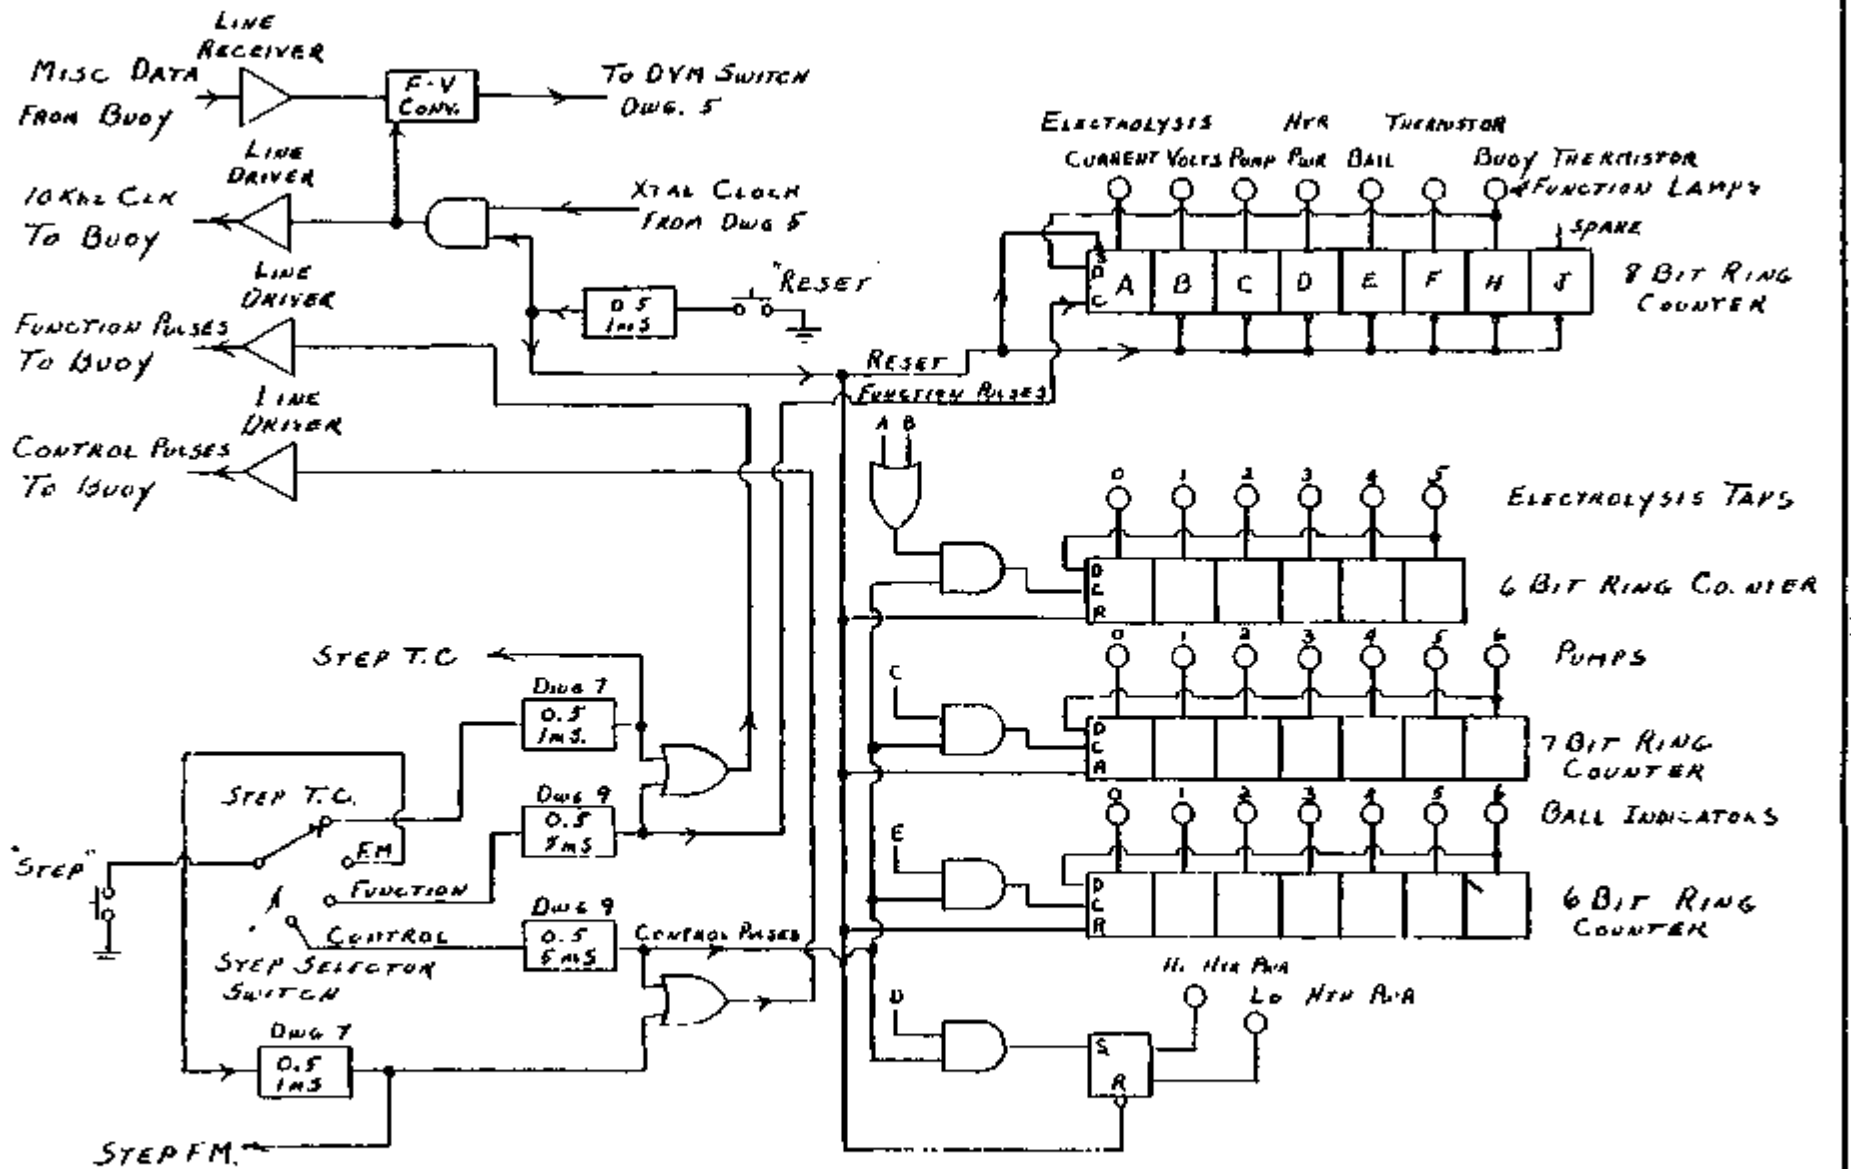 LINE
RECEIVER
MISC DATA
FROM BUOY
F-V
CONV.
TO DVM SWITCH
DWG. 5
LINE
DRIVER
10KHZ CLK
TO BUOY
XTAL CLOCK
FROM DWG 5
"RESET"
0.5
1mS
LINE
DRIVER
FUNCTION PULSES
TO BUOY
LINE
DRIVER
CONTROL PULSES
TO BUOY
RESET
FUNCTION PULSES
ELECTROLYSIS HTR THERMISTOR
CURRENT VOLTS PUMP PWR BALL BUOY THERMISTOR
FUNCTION LAMPS
SPARE
S
D
C
A B C D E F H J
8 BIT RING
COUNTER
A B
0 1 2 3 4 5
ELECTROLYSIS TAPS
D
C
R
6 BIT RING COUNTER
0 1 2 3 4 5 6
PUMPS
C
D
C
R
7 BIT RING
COUNTER
0 1 2 3 4 5 6
BALL INDICATORS
E
D
C
R
6 BIT RING
COUNTER
HI HTR PWR
LO HTR PWR
D
S
R
STEP T.C
DWG 7
0.5
1mS.
STEP T.C.
F.M
"STEP"
FUNCTION
DWG 9
0.5
5mS
CONTROL
DWG 9
0.5
5mS
CONTROL PULSES
STEP SELECTOR
SWITCH
DWG 7
0.5
1mS
STEP F.M.